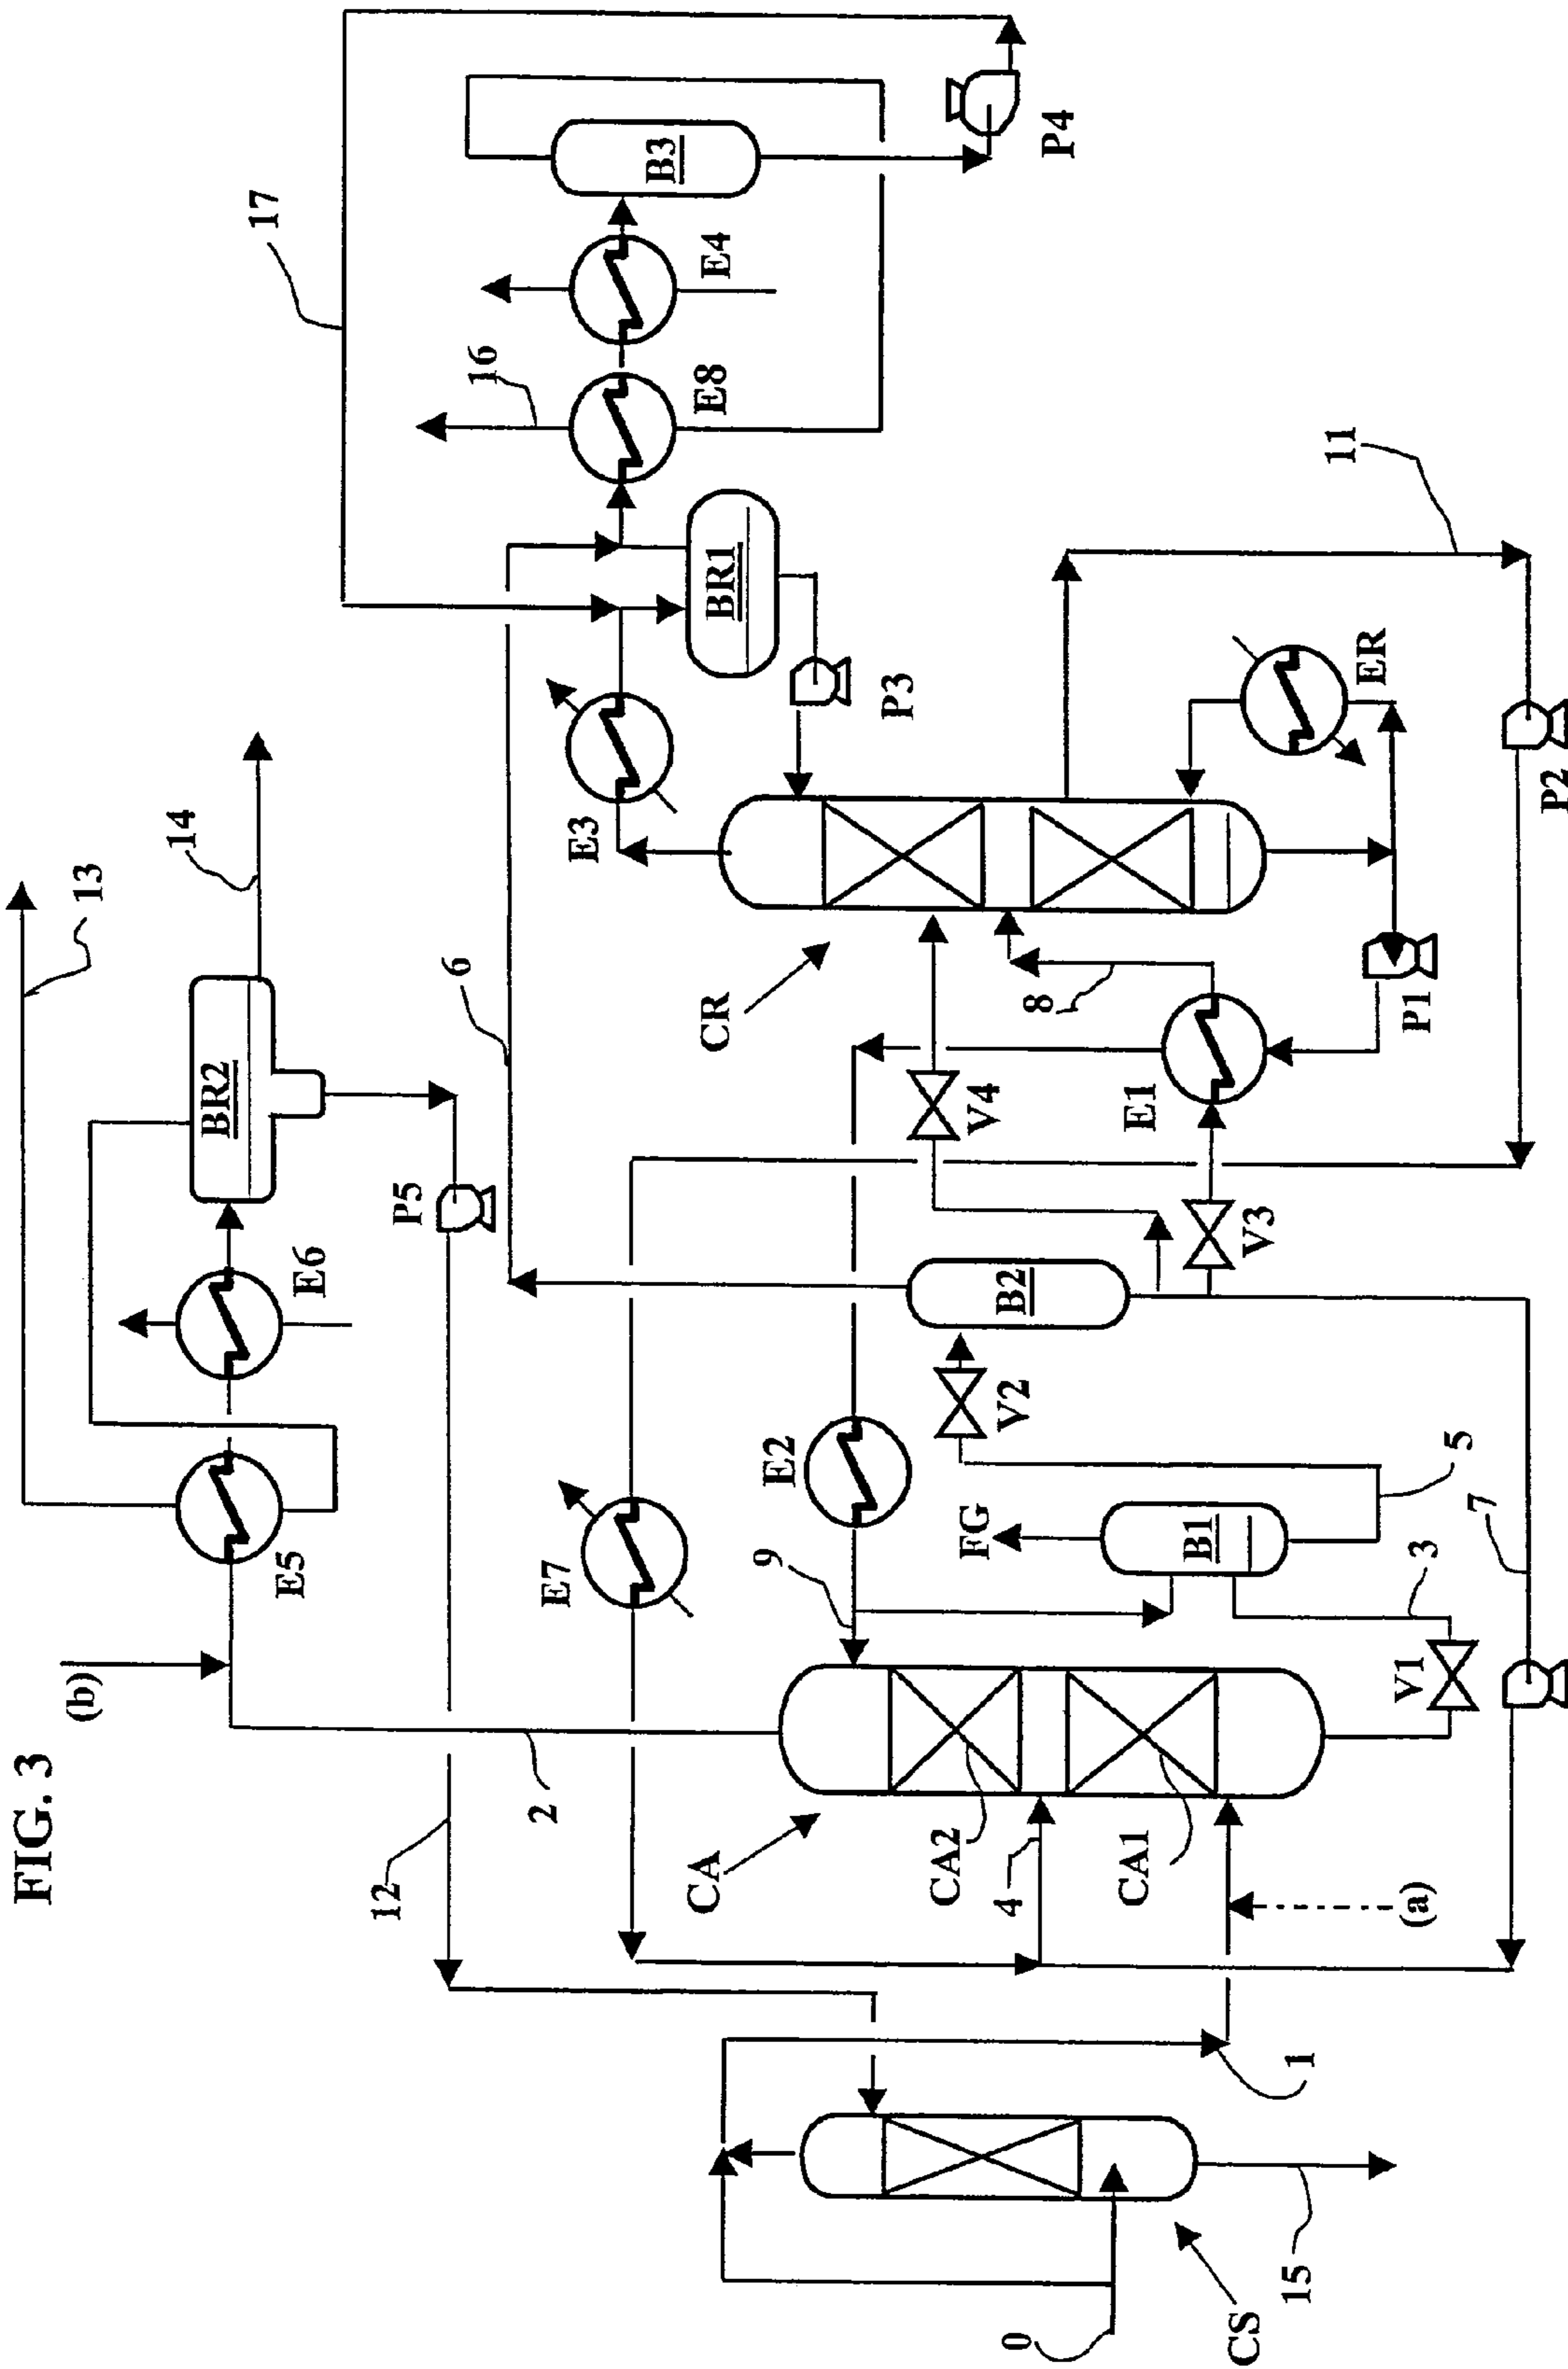 FIG. 3
(b)
13
14
BR2
E6
E5
P5
12
2
6
17
16
B3
E4
E8
P4
BR1
E3
P3
11
ER
P2
CR
8
P1
E1
V4
V3
B2
V2
E2
E7
9
FG
B1
5
3
7
V1
CA
CA2
4
CA1
(a)
1
0
CS
15